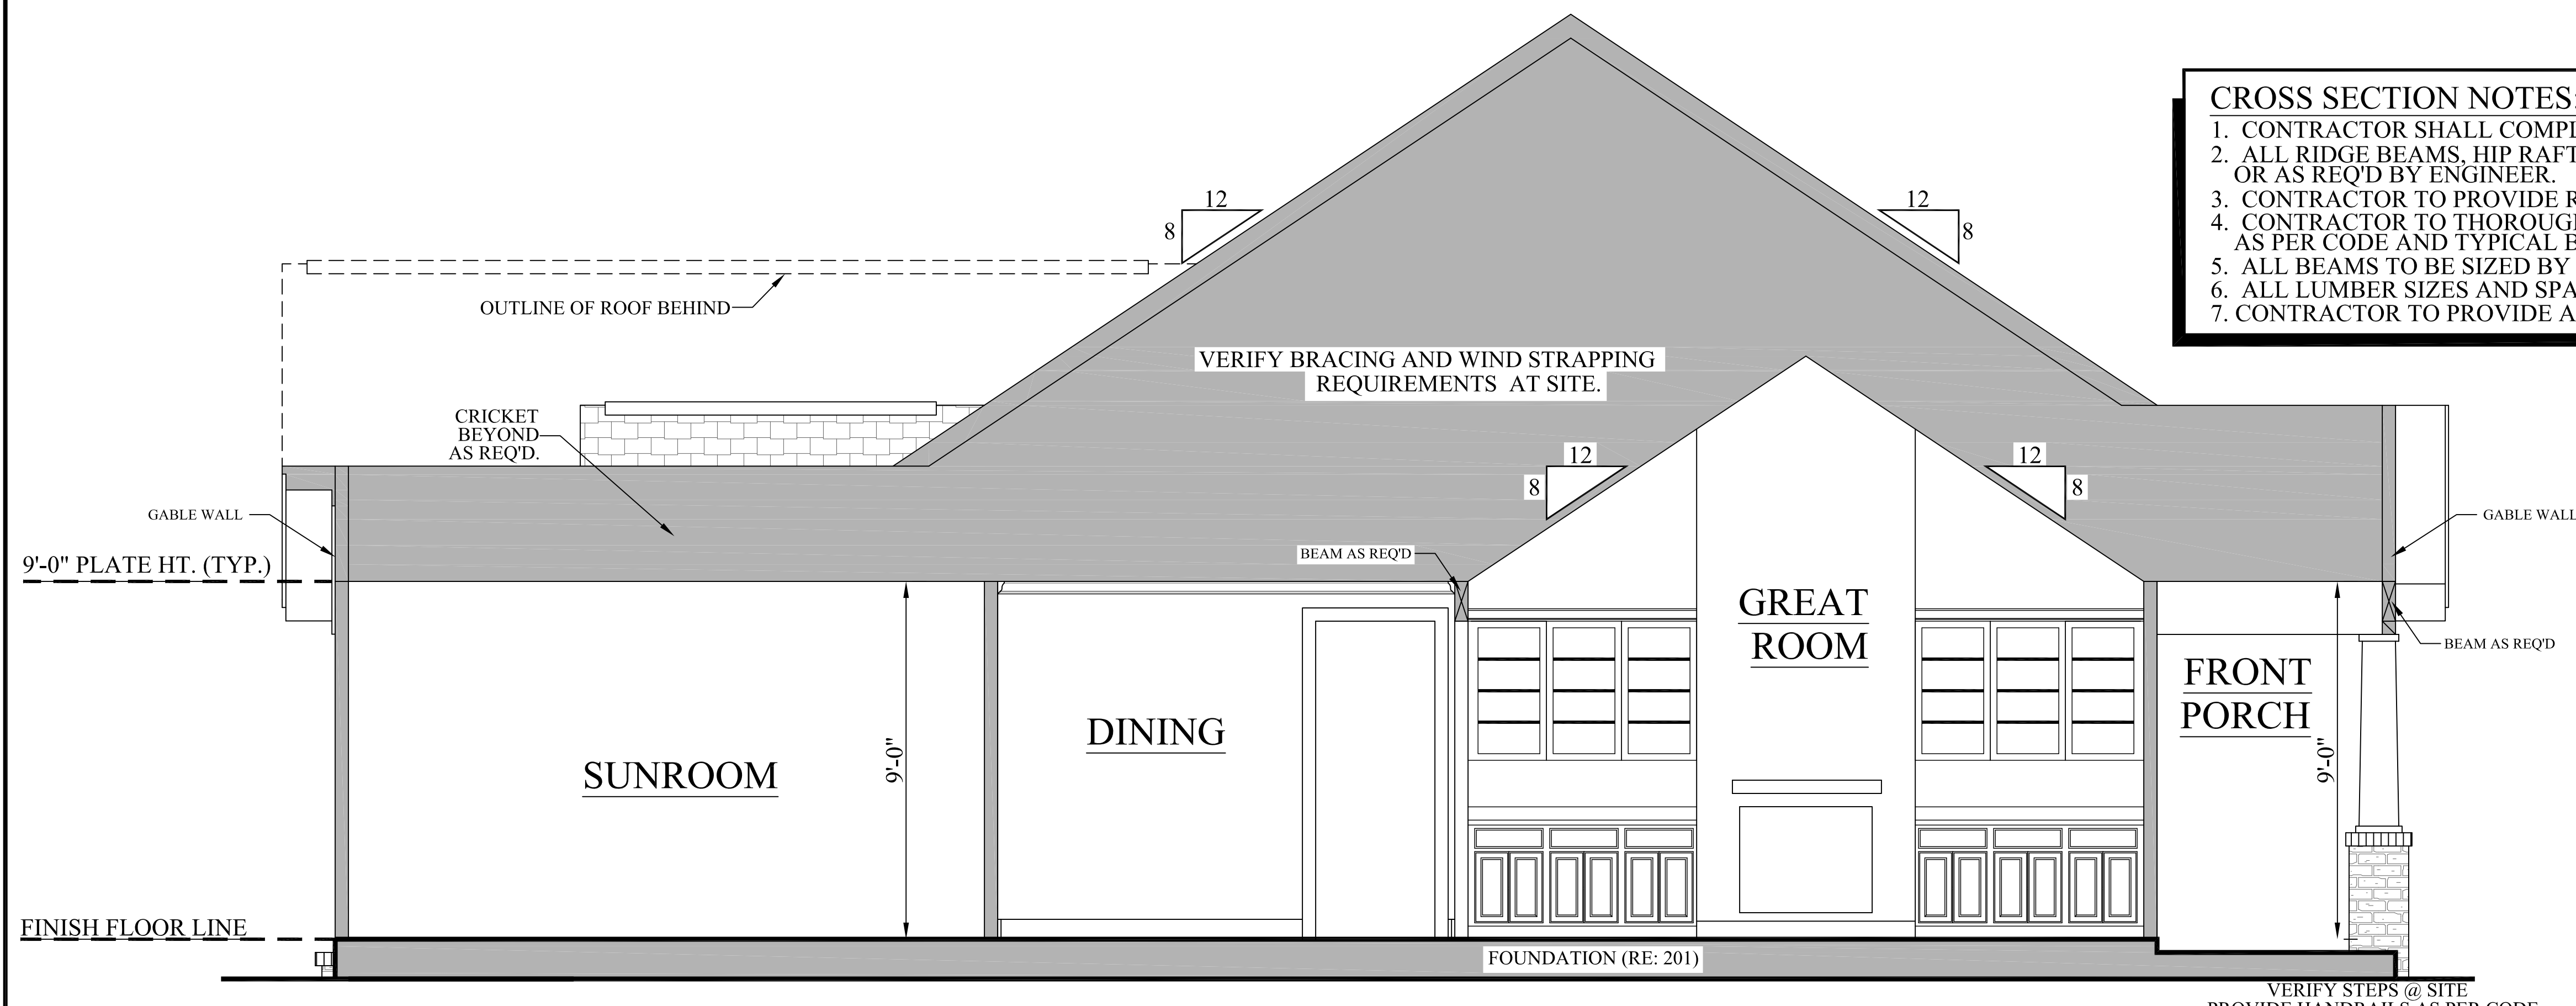 CROSS SECTION NOTES:
1. CONTRACTOR SHALL COMPL
2. ALL RIDGE BEAMS, HIP RAFT
OR AS REQ'D BY ENGINEER.
3. CONTRACTOR TO PROVIDE
4. CONTRACTOR TO THOROUG
AS PER CODE AND TYPICAL B
5. ALL BEAMS TO BE SIZED BY
6. ALL LUMBER SIZES AND SPA
7. CONTRACTOR TO PROVIDE A
12
8
12
8
OUTLINE OF ROOF BEHIND
VERIFY BRACING AND WIND STRAPPING
REQUIREMENTS AT SITE.
CRICKET
BEYOND
AS REQ'D.
12
8
12
8
GABLE WALL
GABLE WALL
9'-0" PLATE HT. (TYP.)
BEAM AS REQ'D
GREAT
ROOM
BEAM AS REQ'D
FRONT
PORCH
DINING
SUNROOM
9'-0"
9'-0"
FINISH FLOOR LINE
FOUNDATION (RE: 201)
VERIFY STEPS @ SITE
PROVIDE HANDRAILS AS PER CODE